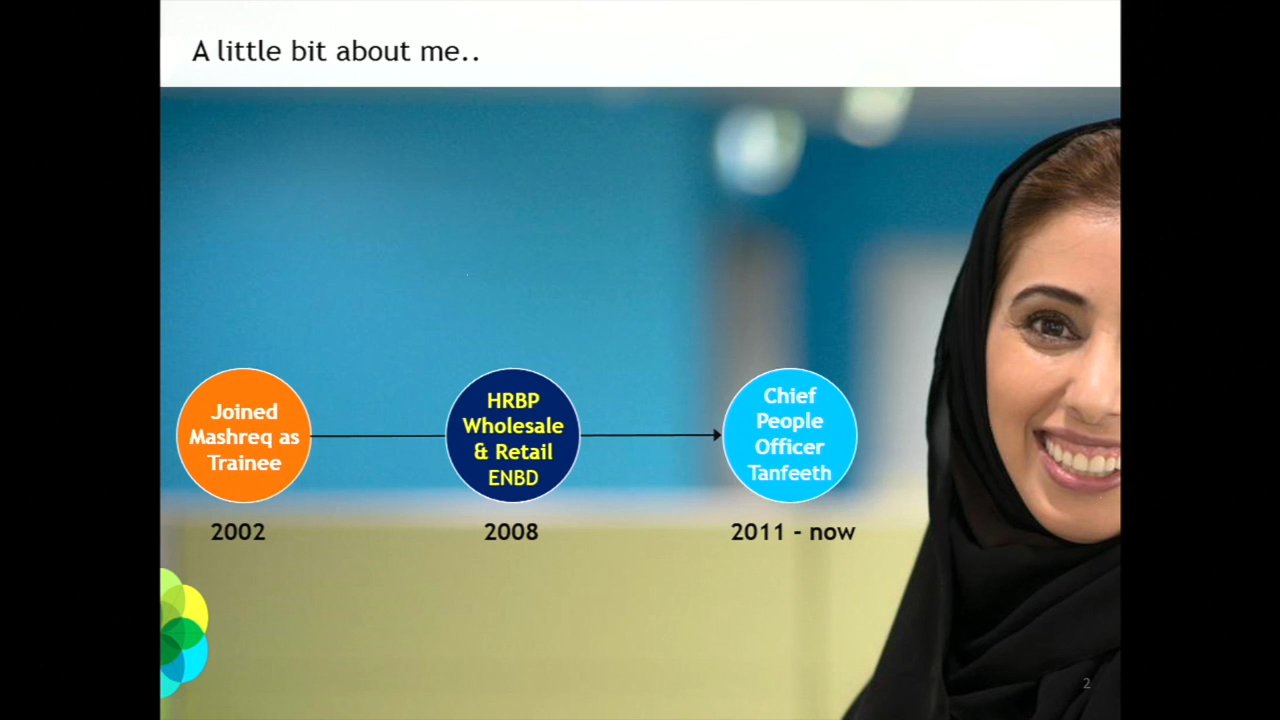 A little bit about me..
Joined
Mashreq as
Trainee
HRBP
Wholesale
& Retail
ENBD
Chief
People
Officer
Tanfeeth
2002
2008
2011 - now
2